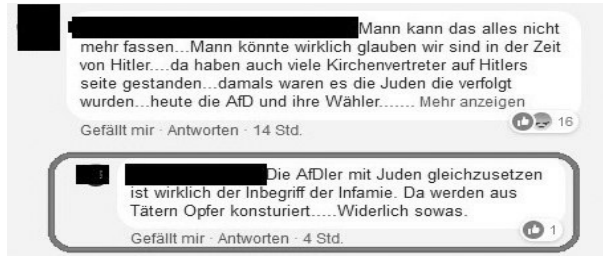 Mann kann das alles nicht
mehr fassen...Mann könnte wirklich glauben wir sind in der Zeit
von Hitler....da haben auch viele Kirchenvertreter auf Hitlers
seite gestanden...damals waren es die Juden die verfolgt
wurden...heute die AfD und ihre Wähler....... Mehr anzeigen
16
Gefällt mir · Antworten · 14 Std.
Die AfDler mit Juden gleichzusetzen
ist wirklich der Inbegriff der Infamie. Da werden aus
Tätern Opfer konsturiert.....Widerlich sowas.
1
Gefällt mir · Antworten · 4 Std.